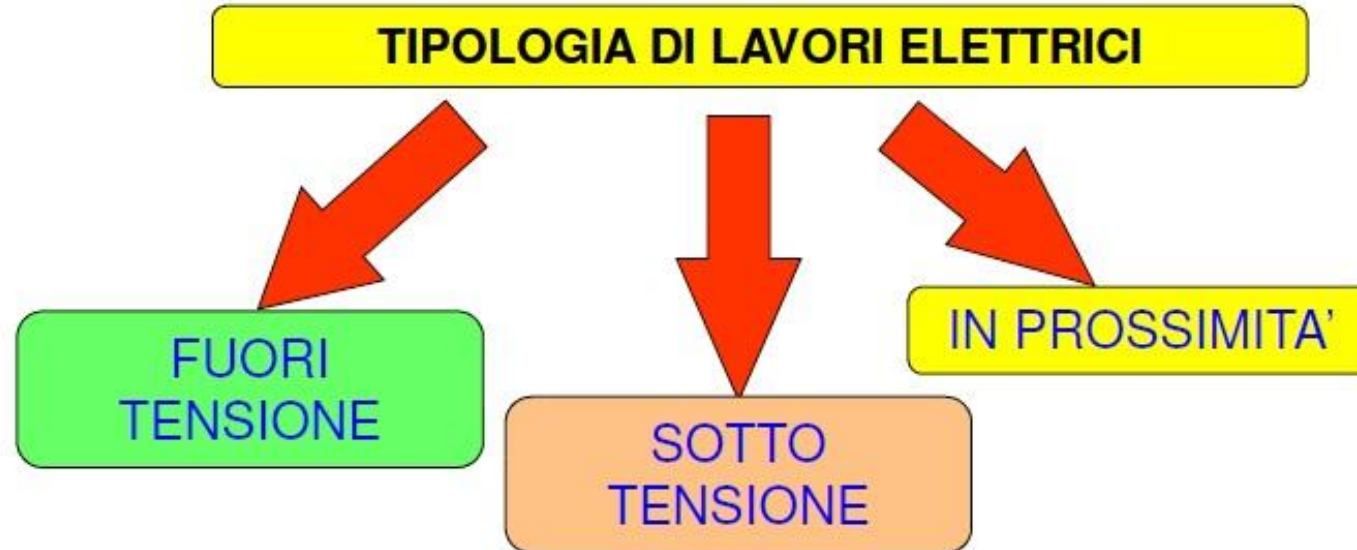 TIPOLOGIA DI LAVORI ELETTRICI
FUORI
TENSIONE
SOTTO
TENSIONE
IN PROSSIMITA'